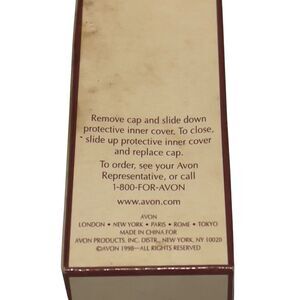 Remove cap and slide down
protective inner cover. To close,
slide up protective inner cover
and replace cap.
To order, see your Avon
Representative, or call
1-800-FOR-AVON
www.avon.com
AVON
LONDON • NEW YORK • PARIS • ROME • TOKYO
MADE IN CHINA FOR
AVON PRODUCTS, INC. DISTR., NEW YORK, NY 10020
©AVON 1998—ALL RIGHTS RESERVED